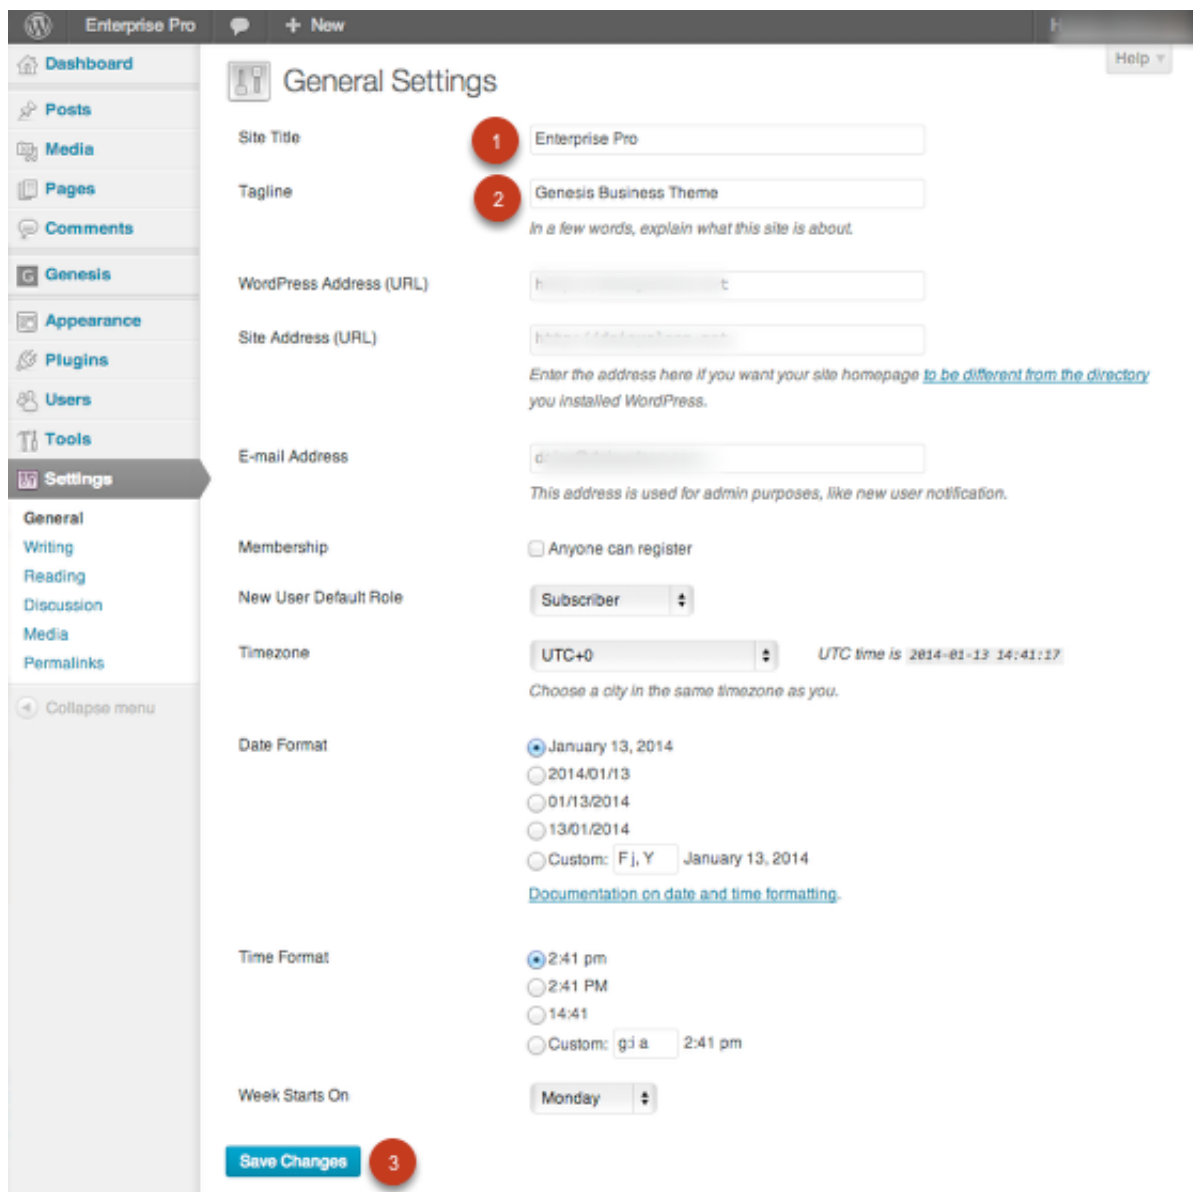 Enterprise Pro + New
Help
Dashboard
Posts
Media
Pages
Comments
G Genesis
Appearance
Plugins
Users
Tools
Settings
General
Writing
Reading
Discussion
Media
Permalinks
Collapse menu
General Settings
Site Title 1 Enterprise Pro
Tagline 2 Genesis Business Theme
In a few words, explain what this site is about.
WordPress Address (URL)
Site Address (URL)
Enter the address here if you want your site homepage to be different from the directory
you installed WordPress.
E-mail Address
This address is used for admin purposes, like new user notification.
Membership Anyone can register
New User Default Role Subscriber
Timezone UTC+0 UTC time is 2014-01-13 14:41:17
Choose a city in the same timezone as you.
Date Format January 13, 2014
2014/01/13
01/13/2014
13/01/2014
Custom: F j, Y January 13, 2014
Documentation on date and time formatting.
Time Format 2:41 pm
2:41 PM
14:41
Custom: g:i a 2:41 pm
Week Starts On Monday
Save Changes 3